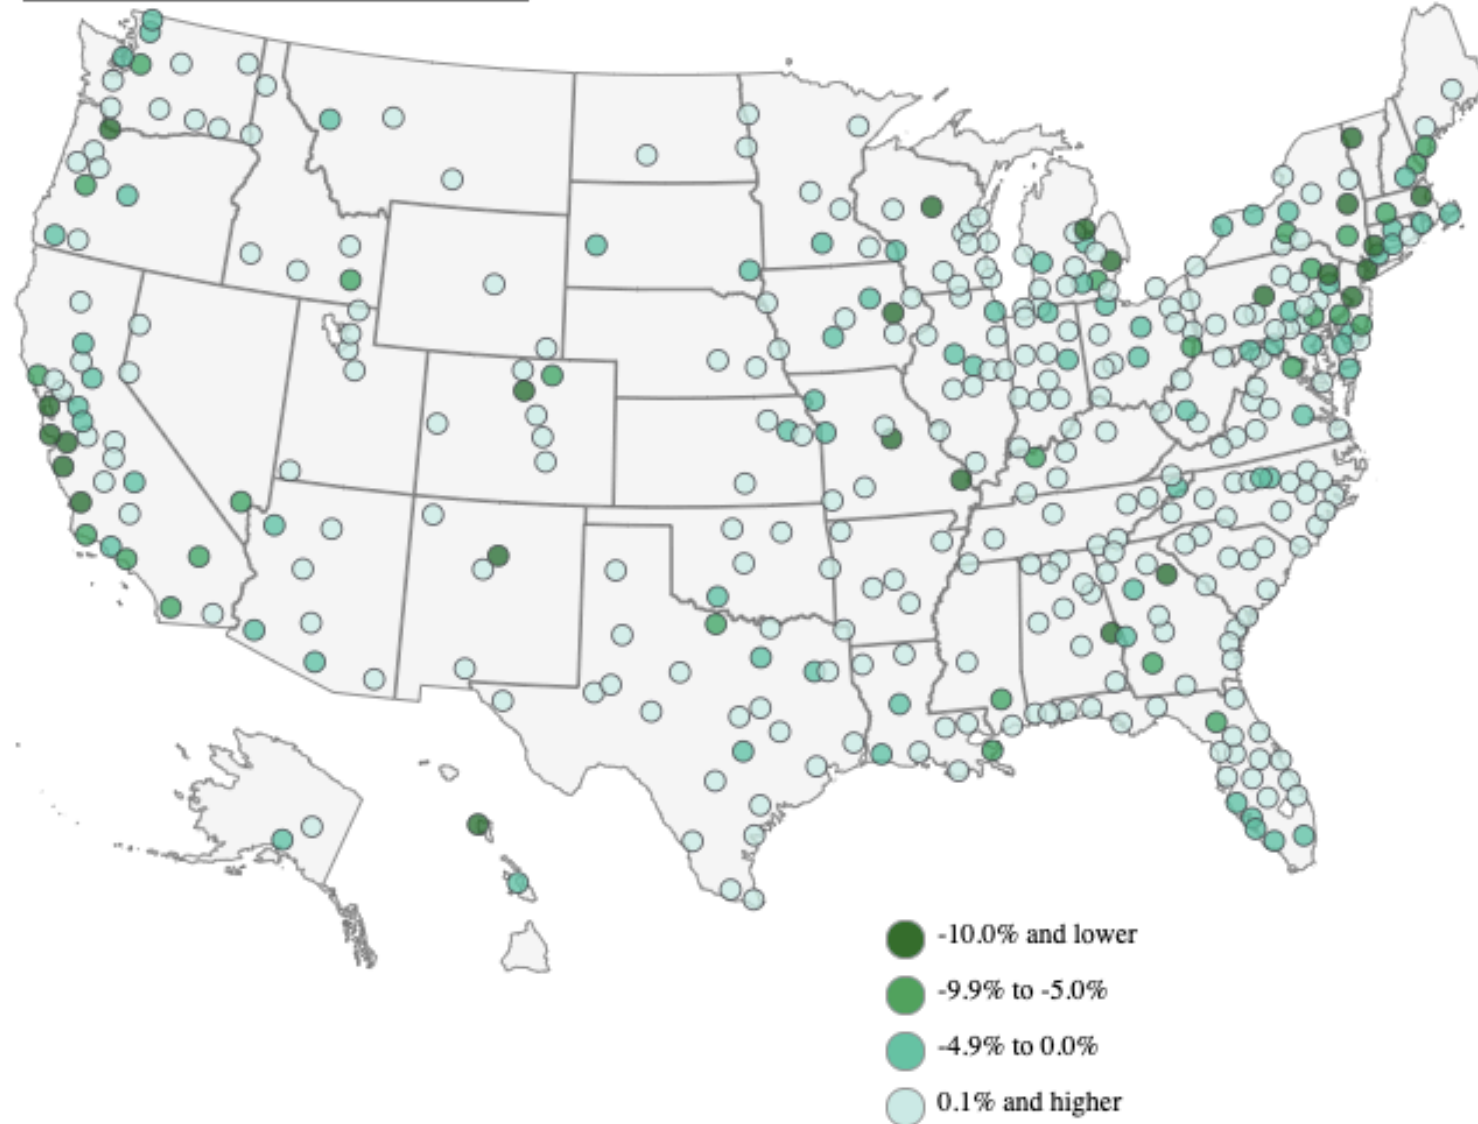 -10.0% and lower
-9.9% to -5.0%
-4.9% to 0.0%
0.1% and higher